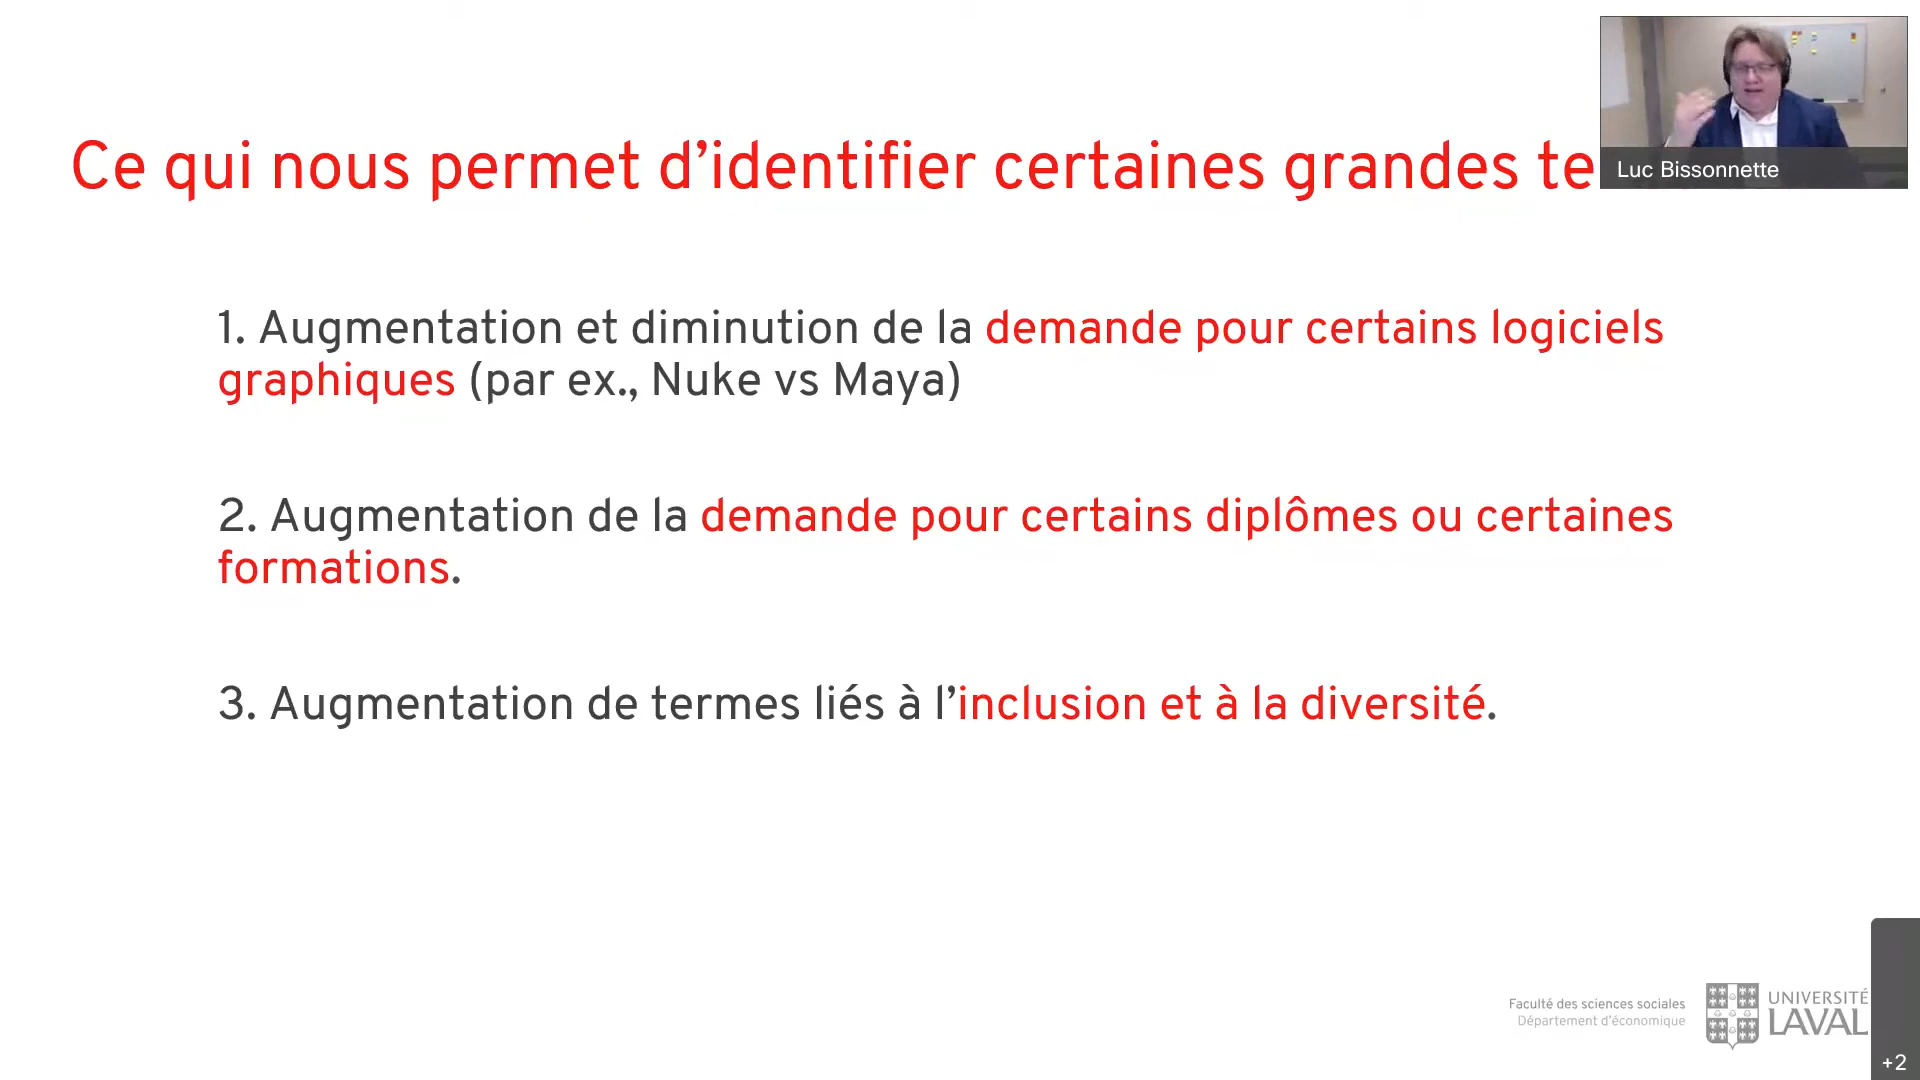 Ce qui nous permet d’identifier certaines grandes te
Luc Bissonnette
1. Augmentation et diminution de la demande pour certains logiciels
graphiques (par ex., Nuke vs Maya)
2. Augmentation de la demande pour certains diplômes ou certaines
formations.
3. Augmentation de termes liés à l’inclusion et à la diversité.
Faculté des sciences sociales
Département d’économique
UNIVERSITÉ
LAVAL
+2